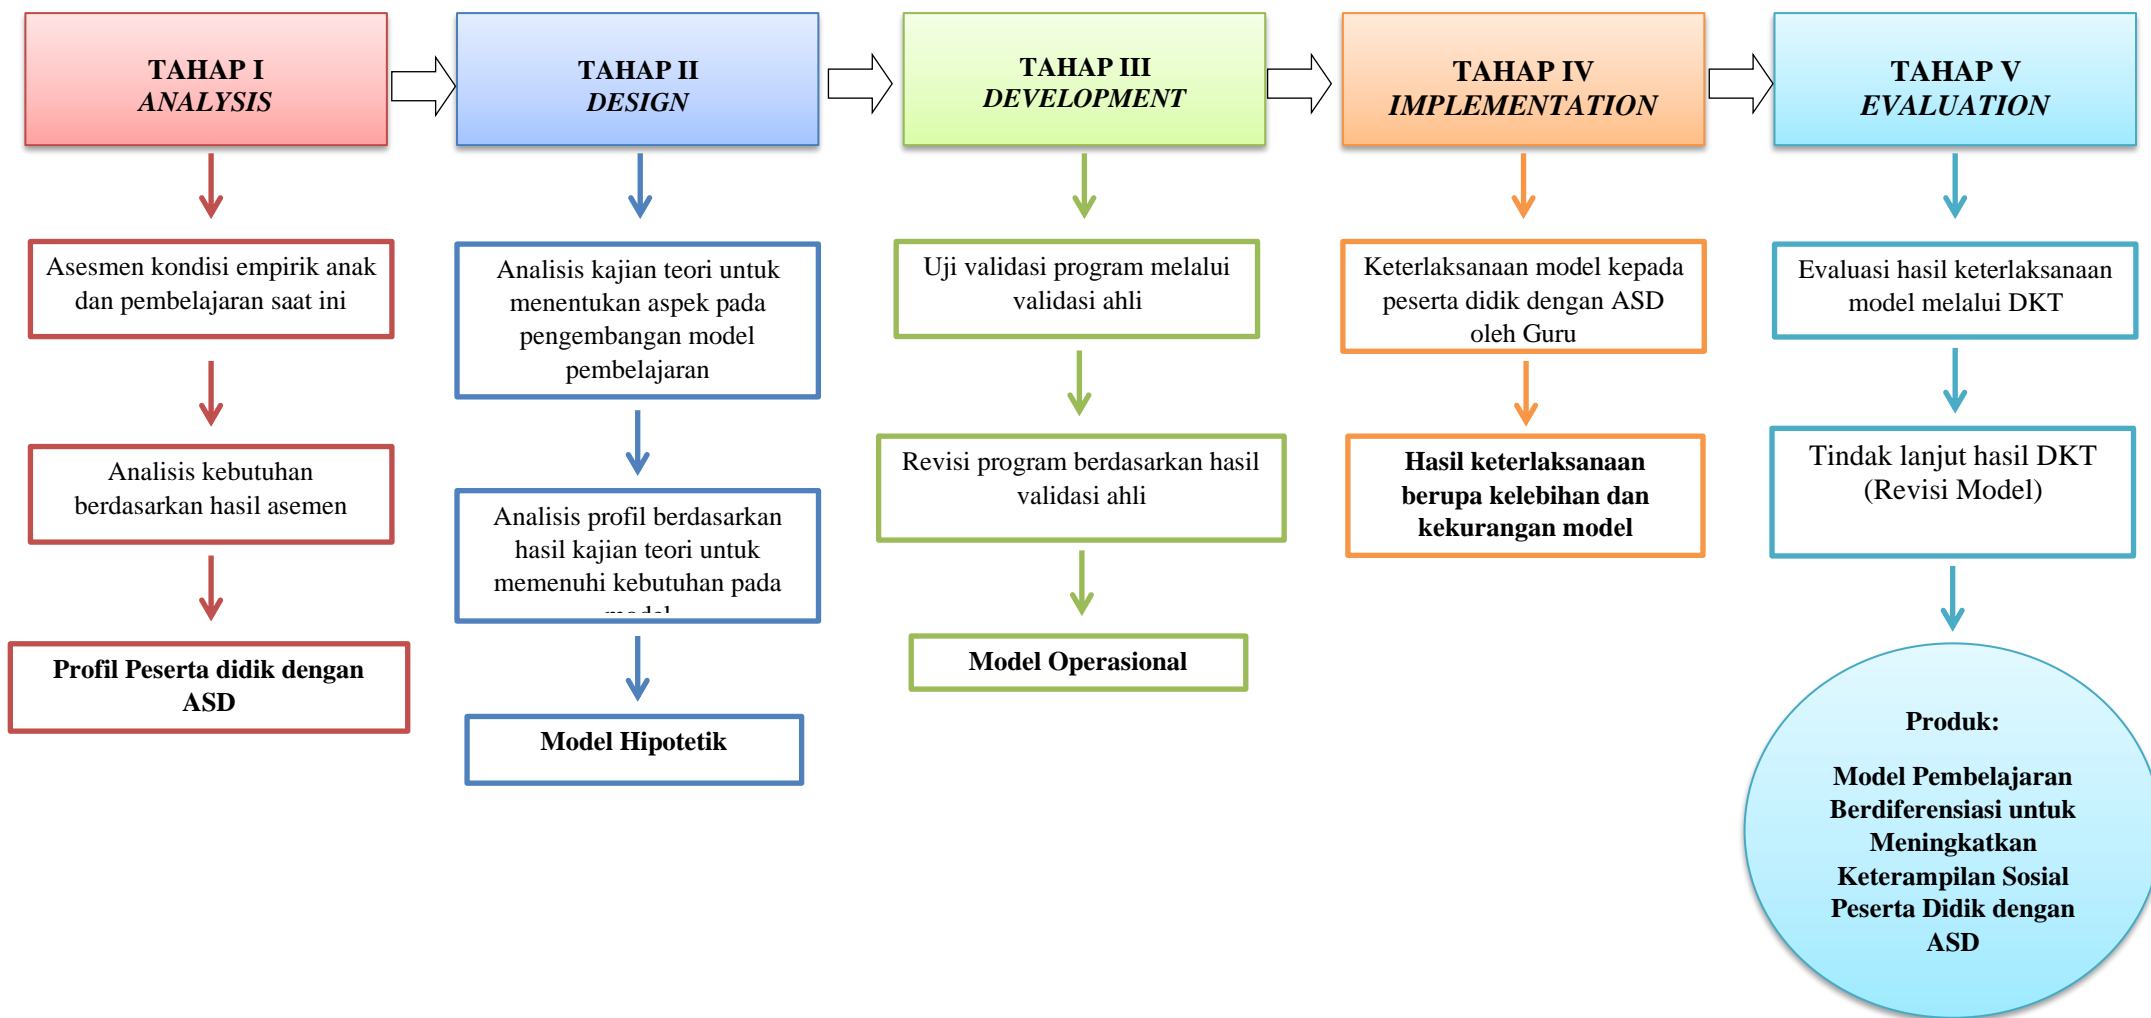 TAHAP I
ANALYSIS
Asesmen kondisi empirik anak
dan pembelajaran saat ini
Analisis kebutuhan
berdasarkan hasil asemen
Profil Peserta didik dengan
ASD
TAHAP II
DESIGN
Analisis kajian teori untuk
menentukan aspek pada
pengembangan model
pembelajaran
Analisis profil berdasarkan
hasil kajian teori untuk
memenuhi kebutuhan pada
model
Model Hipotetik
TAHAP III
DEVELOPMENT
Uji validasi program melalui
validasi ahli
Revisi program berdasarkan hasil
validasi ahli
Model Operasional
TAHAP IV
IMPLEMENTATION
Keterlaksanaan model kepada
peserta didik dengan ASD
oleh Guru
Hasil keterlaksanaan
berupa kelebihan dan
kekurangan model
TAHAP V
EVALUATION
Evaluasi hasil keterlaksanaan
model melalui DKT
Tindak lanjut hasil DKT
(Revisi Model)
Produk:
Model Pembelajaran
Berdiferensiasi untuk
Meningkatkan
Keterampilan Sosial
Peserta Didik dengan
ASD